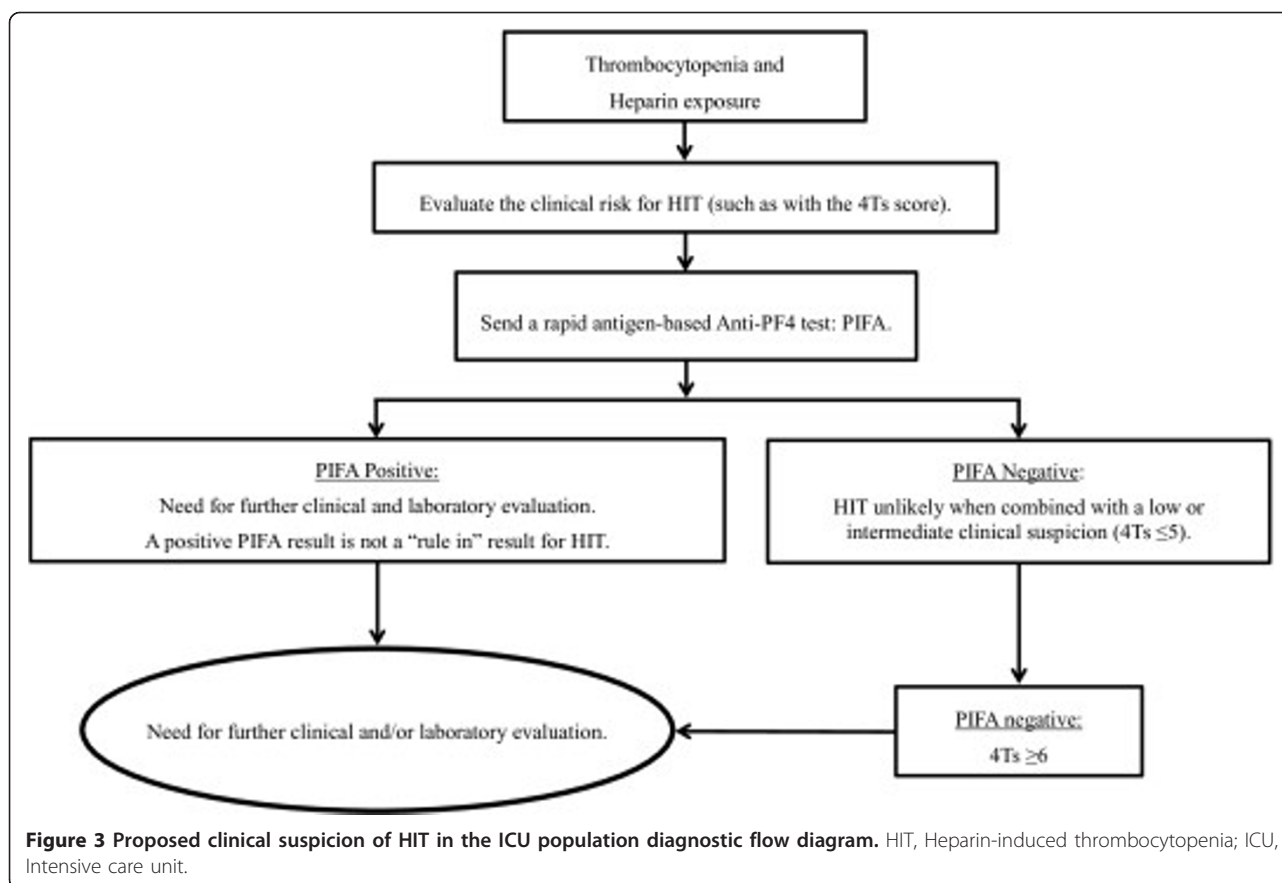 Thrombocytopenia and
Heparin exposure
Evaluate the clinical risk for HIT (such as with the 4Ts score).
Send a rapid antigen-based Anti-PF4 test: PIFA.
PIFA Positive:
Need for further clinical and laboratory evaluation.
A positive PIFA result is not a “rule in” result for HIT.
PIFA Negative:
HIT unlikely when combined with a low or
intermediate clinical suspicion (4Ts ≤5).
Need for further clinical and/or laboratory evaluation.
PIFA negative:
4Ts ≥6
Figure 3 Proposed clinical suspicion of HIT in the ICU population diagnostic flow diagram. HIT, Heparin-induced thrombocytopenia; ICU,
Intensive care unit.